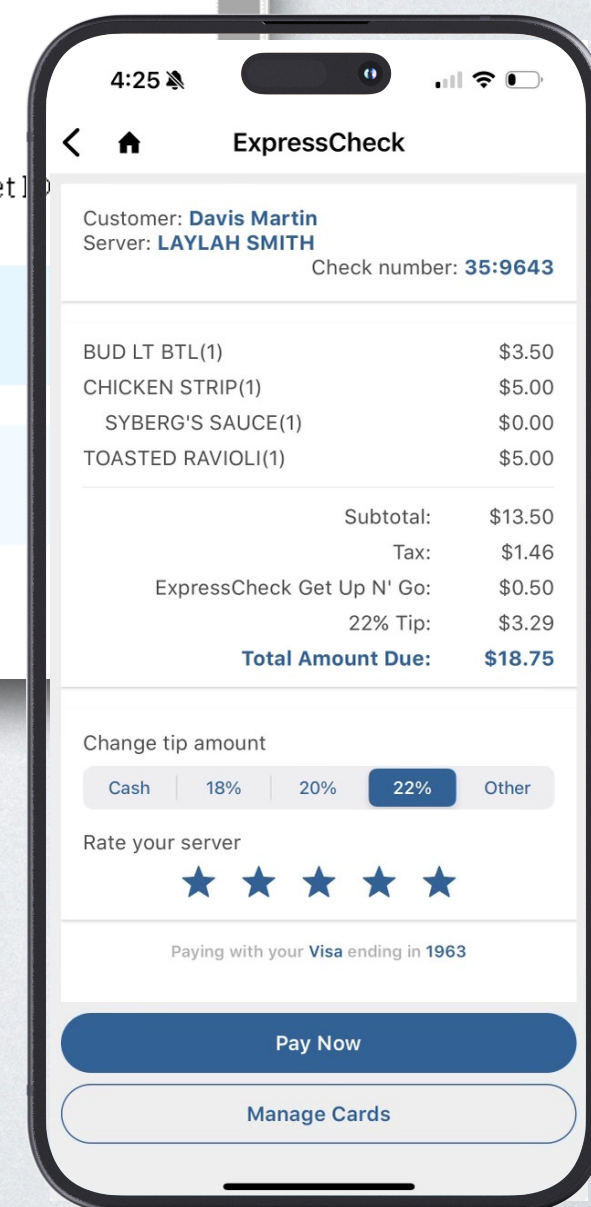 4:25
ExpressCheck
Customer: Davis Martin
Server: LAYLAH SMITH
Check number: 35:9643
BUD LT BTL(1) $3.50
CHICKEN STRIP(1) $5.00
SYBERG'S SAUCE(1) $0.00
TOASTED RAVIOLI(1) $5.00
Subtotal: $13.50
Tax: $1.46
ExpressCheck Get Up N' Go: $0.50
22% Tip: $3.29
Total Amount Due: $18.75
Change tip amount
Cash 18% 20% 22% Other
Rate your server
Paying with your Visa ending in 1963
Pay Now
Manage Cards